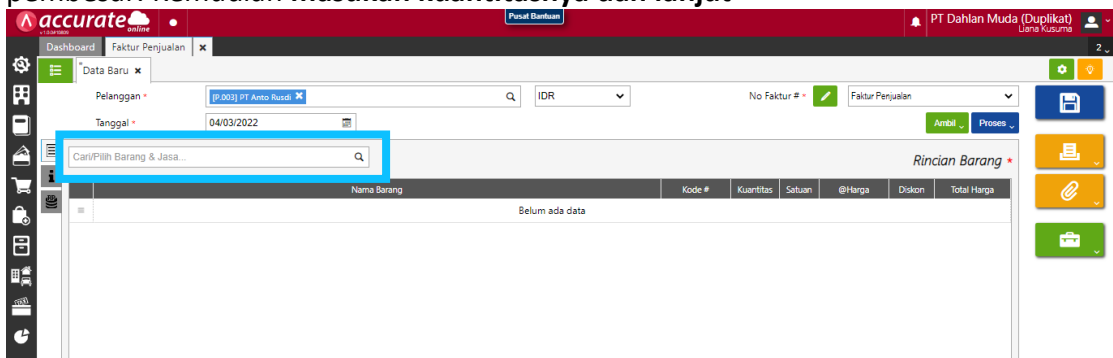 pembesar. Kemudian masukan kuantitasnya dan lanjut
accurate online
Pusat Bantuan
PT Dahlan Muda (Duplikat)
Liana Kusuma
Dashboard Faktur Penjualan 2
*Data Baru
Pelanggan * [P.003] PT Anto Rusdi IDR No Faktur # * Faktur Penjualan
Tanggal * 04/03/2022 Ambil Proses
Cari/Pilih Barang & Jasa... Rincian Barang *
Nama Barang Kode # Kuantitas Satuan @Harga Diskon Total Harga
Belum ada data